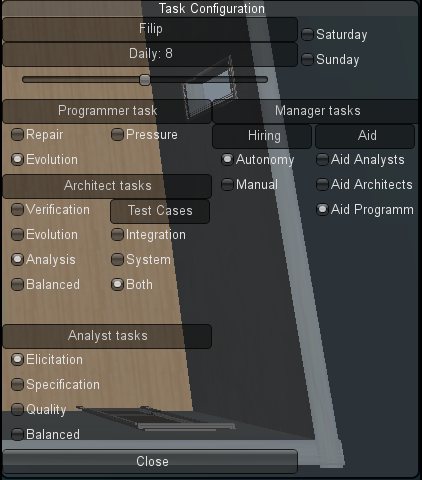 Task Configuration
Filip
Saturday
Daily: 8
Sunday
Programmer task
Manager tasks
Repair
Pressure
Hiring
Aid
Evolution
Autonomy
Aid Analysts
Architect tasks
Manual
Aid Architects
Verification
Test Cases
Aid Programm
Evolution
Integration
Analysis
System
Balanced
Both
Analyst tasks
Elicitation
Specification
Quality
Balanced
Close